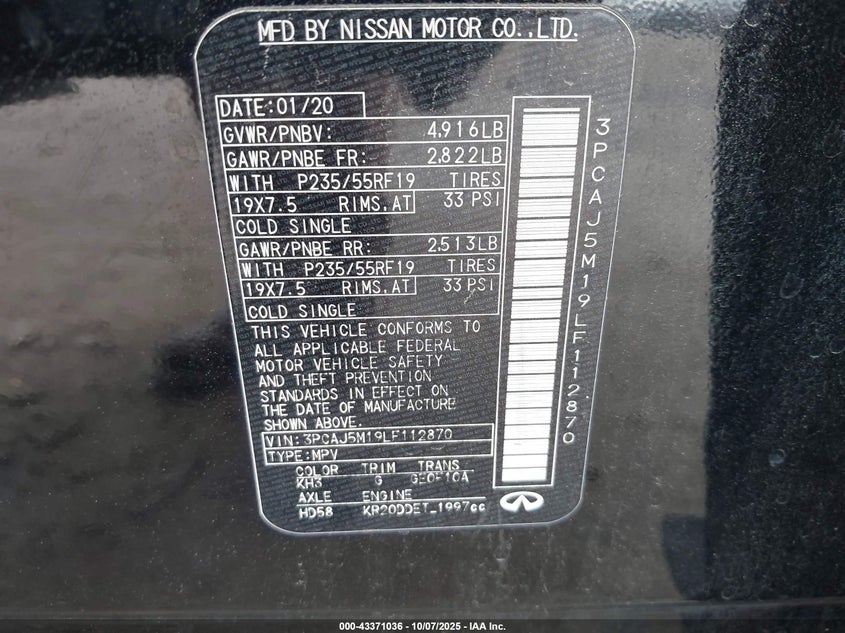 MFD BY NISSAN MOTOR CO.,LTD.
DATE:01/20
GVWR/PNBV: 4,916LB
GAWR/PNBE FR: 2,822LB
WITH P235/55RF19 TIRES
19X7.5 RIMS,AT 33 PSI
COLD SINGLE
GAWR/PNBE RR: 2,513LB
WITH P235/55RF19 TIRES
19X7.5 RIMS,AT 33 PSI
COLD SINGLE
THIS VEHICLE CONFORMS TO
ALL APPLICABLE FEDERAL
MOTOR VEHICLE SAFETY
AND THEFT PREVENTION
STANDARDS IN EFFECT ON
THE DATE OF MANUFACTURE
SHOWN ABOVE.
VIN: 3PCAJ5M19LF112870
TYPE:MPV
COLOR TRIM TRANS
KH3 G
AXLE ENGINE
HD58 KR20DDET_1997cc
3PCAJ5M19LF112870
000-43371036 - 10/07/2025 - IAA Inc.